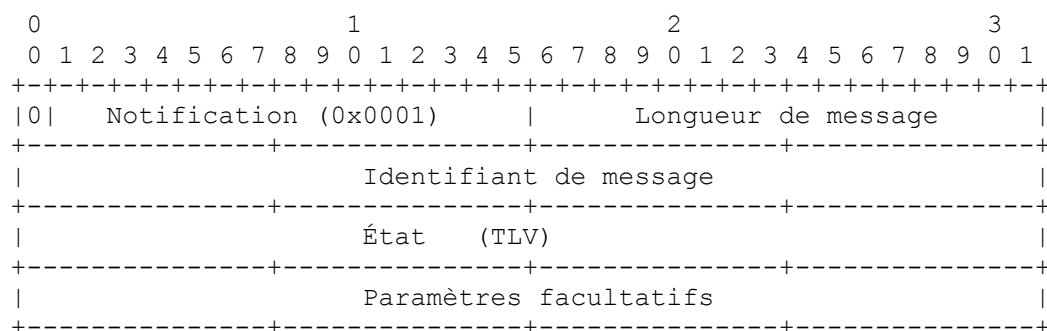 0                   1                   2                   3
0 1 2 3 4 5 6 7 8 9 0 1 2 3 4 5 6 7 8 9 0 1 2 3 4 5 6 7 8 9 0 1
+-+-+-+-+-+-+-+-+-+-+-+-+-+-+-+-+-+-+-+-+-+-+-+-+-+-+-+-+-+-+-+-+
|0|   Notification (0x0001)     |      Longueur de message      |
+---------------+---------------+---------------+---------------+
|                     Identifiant de message                    |
+---------------+---------------+---------------+---------------+
|                     État   (TLV)                              |
+---------------+---------------+---------------+---------------+
|                     Paramètres facultatifs                    |
+---------------+---------------+---------------+---------------+